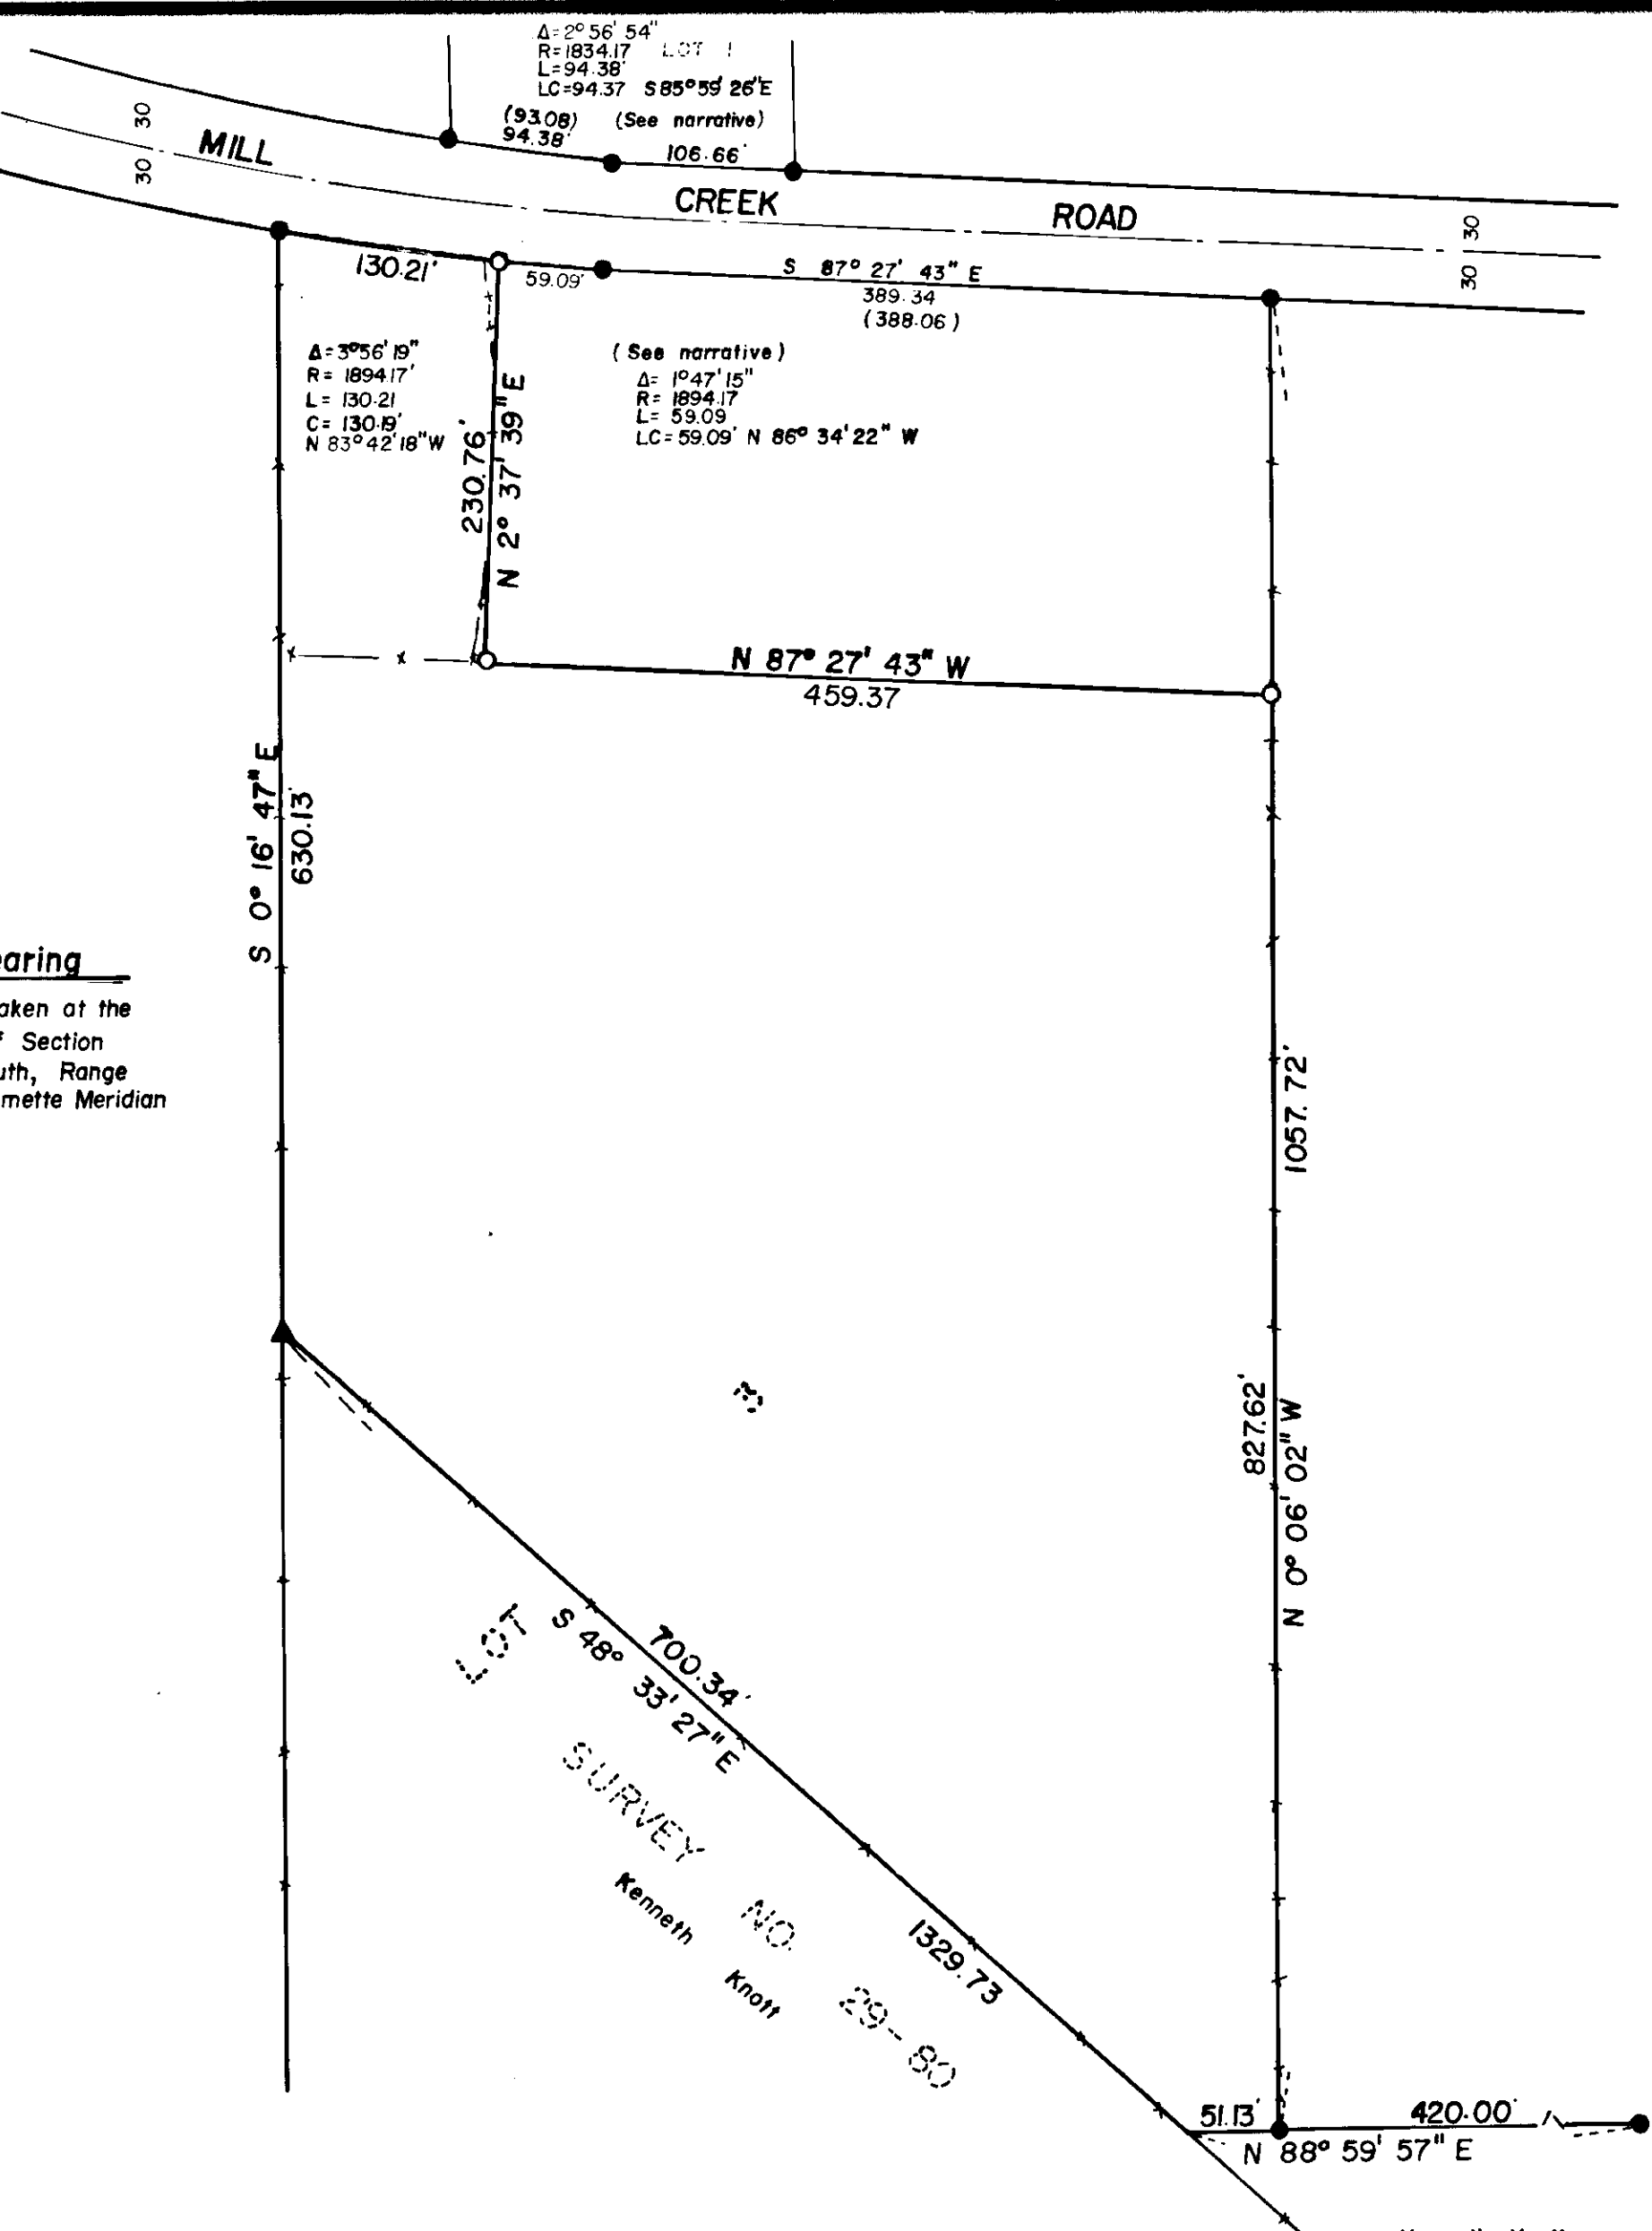 Δ=2° 56' 54"
R=1834.17 LOT 1
L=94.38'
LC=94.37 S85°59'26"E
(93.08) (See narrative)
94.38'
106.66'
30
30
MILL CREEK ROAD
30
30
130.21'
59.09'
S 87° 27' 43" E
389.34
(388.06)
Δ=3°56'19"
R= 1894.17'
L= 130.21
C= 130.19'
N 83°42'18"W
(See narrative)
Δ= 1°47'15"
R= 1894.17
L= 59.09
LC=59.09' N 86° 34'22" W
230.76'
N 2° 37' 39" E
N 87° 27' 43" W
459.37
S 0° 16' 47" E
630.13'
earing
aken at the
f Section
uth, Range
mette Meridian
1057.72'
827.62'
N 0° 06' 02" W
LOT 3
700.34'
S 48° 33' 27" E
SURVEY NO. 29-80
Kenneth Knott
1329.73
51.13'
420.00'
N 88° 59' 57" E